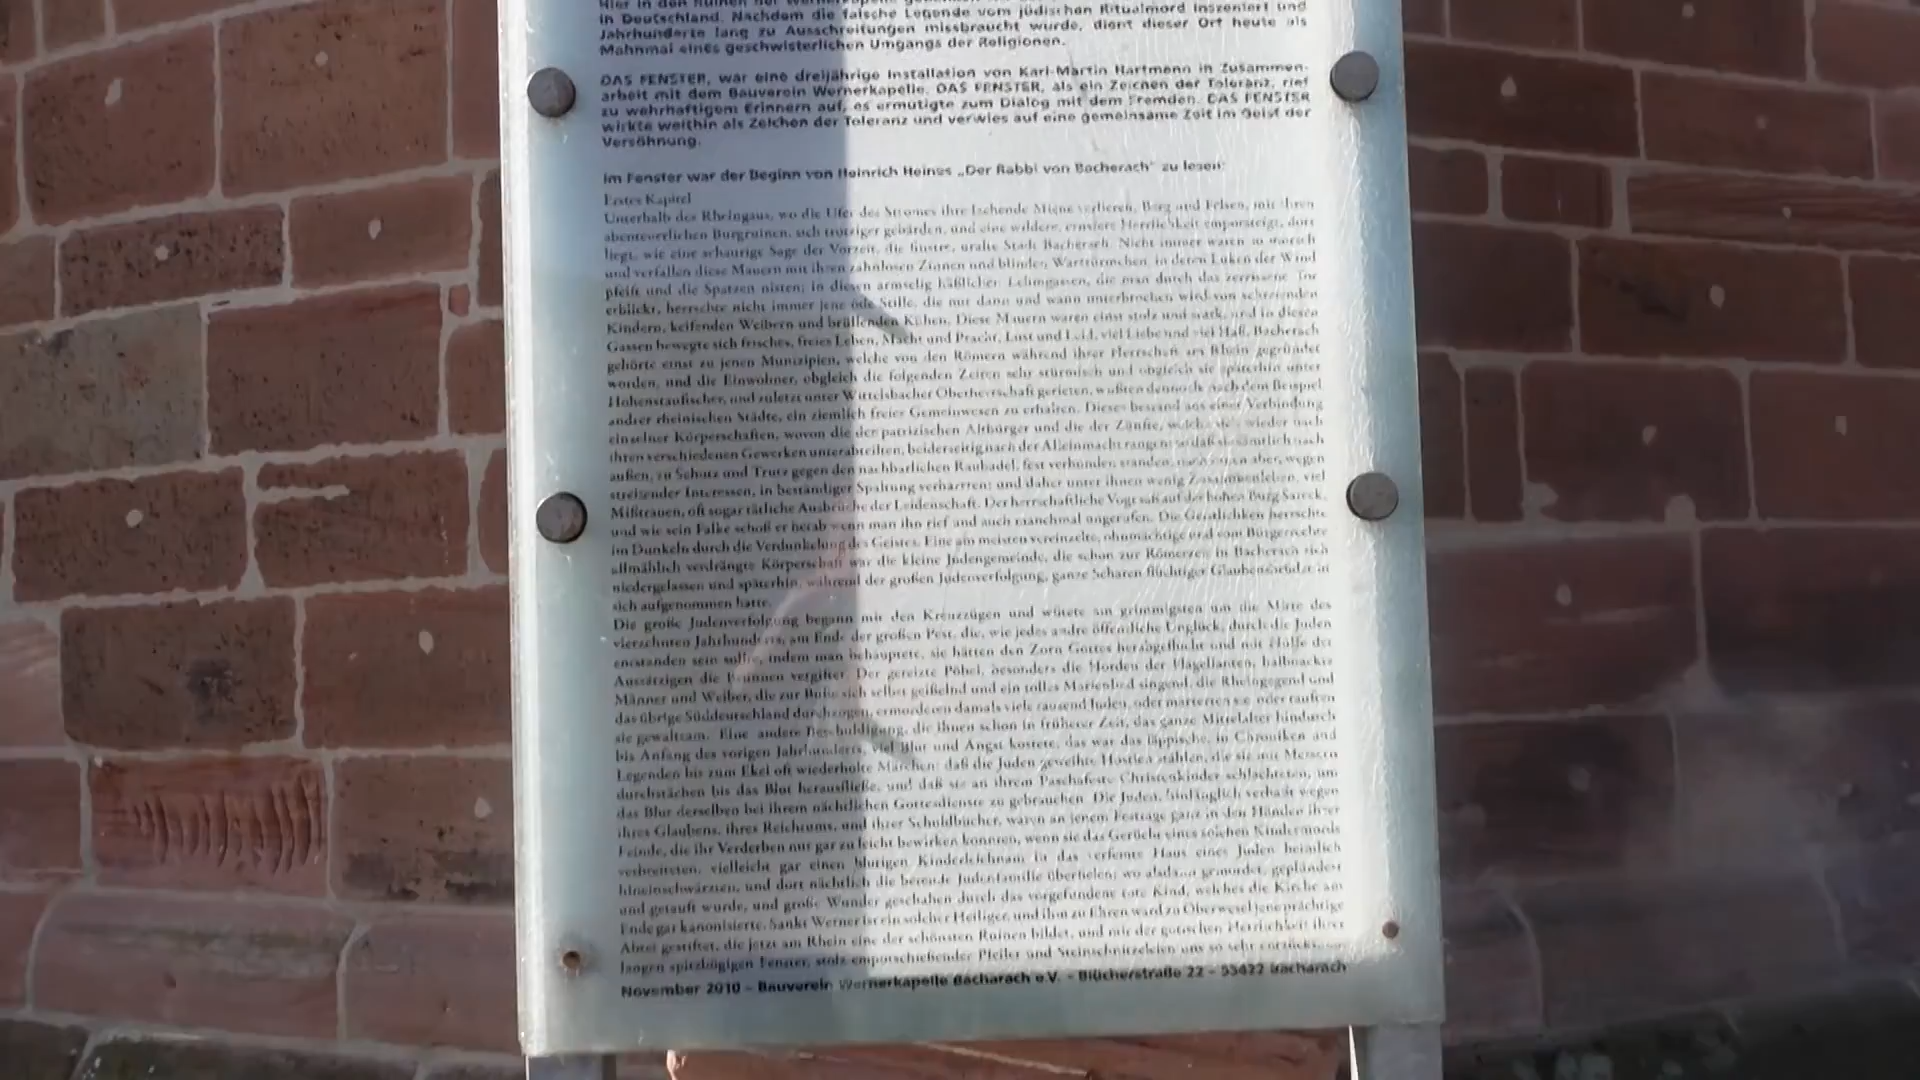 Hier in den Ruinen der Wernerkapelle
in Deutschland. Nachdem die falsche Legende vom jüdischen Ritualmord inszeniert und
Jahrhunderte lang zu Ausschreitungen missbraucht wurde, dient dieser Ort heute als
Mahnmal eines geschwisterlichen Umgangs der Religionen.
DAS FENSTER, war eine dreijährige Installation von Karl-Martin Hartmann in Zusammen-
arbeit mit dem Bauverein Wernerkapelle. DAS FENSTER, als ein Zeichen der Toleranz, rief
zu wahrhaftigem Erinnern auf, es ermutigte zum Dialog mit dem Fremden. DAS FENSTER
wirkte weithin als Zeichen der Toleranz und verwies auf eine gemeinsame Zeit im Geist der
Versöhnung.
Im Fenster war der Beginn von Heinrich Heines „Der Rabbi von Bacherach" zu lesen:
Erstes Kapitel
Unterhalb des Rheingaus, wo die Ufer des Stromes ihre lachende Miene verlieren, Berg und Felsen, mit ihren
abenteuerlichen Burgruinen, sich trotziger gebärden, und eine wildere, ernstere Herrlichkeit emporsteigt, dort
liegt, wie eine schaurige Sage der Vorzeit, die finstre, uralte Stadt Bacherach. Nicht immer waren so morsch
und verfallen diese Mauern mit ihren zahnlosen Zinnen und blinden Warttürmchen, in deren Luken der Wind
pfeift und die Spatzen nisten; in diesen armselig häßlichen Lehmgassen, die man durch das zerrissene Tor
erblickt, herrschte nicht immer jene öde Stille, die nur dann und wann unterbrochen wird von schreienden
Kindern, keifenden Weibern und brüllenden Kühen. Diese Mauern waren einst stolz und stark, und in diesen
Gassen bewegte sich frisches, freies Leben, Macht und Pracht, Lust und Leid, viel Liebe und viel Haß. Bacherach
gehörte einst zu jenen Munizipien, welche von den Römern während ihrer Herrschaft am Rhein gegründet
worden, und die Einwohner, obgleich die folgenden Zeiten sehr stürmisch und obgleich sie späterhin unter
Hohenstaufischer, und zuletzt unter Wittelsbacher Oberherrschaft gerieten, wußten dennoch, nach dem Beispiel
andrer rheinischen Städte, ein ziemlich freies Gemeinwesen zu erhalten. Dieses bestand aus einer Verbindung
einzelner Körperschaften, wovon die der patrizischen Altbürger und die der Zünfte, welche sich wieder nach
ihren verschiedenen Gewerken unterabteilten, beiderseitig nach der Alleinmacht rangen: so daß sie sämtlich nach
außen, zu Schutz und Trutz gegen den nachbarlichen Raubadel, fest verbunden standen, nach innen aber, wegen
streitender Interessen, in beständiger Spaltung verharrten; und daher unter ihnen wenig Zusammenleben, viel
Mißtrauen, oft sogar tätliche Ausbrüche der Leidenschaft. Der herrschaftliche Vogt saß auf der hohen Burg Sareck,
und wie sein Falke schoß er herab wenn man ihn rief und auch manchmal ungerufen. Die Geistlichkeit herrschte
im Dunkeln durch die Verdunkelung des Geistes. Eine am meisten vereinzelte, ohnmächtige und vom Bürgerrechte
allmählich verdrängte Körperschaft war die kleine Judengemeinde, die schon zur Römerzeit in Bacherach sich
niedergelassen und späterhin, während der großen Judenverfolgung, ganze Scharen flüchtiger Glaubensbrüder in
sich aufgenommen hatte.
Die große Judenverfolgung begann mit den Kreuzzügen und wütete am grimmigsten um die Mitte des
vierzehnten Jahrhunderts, am Ende der großen Pest, die, wie jedes andre öffentliche Unglück, durch die Juden
entstanden sein sollte, indem man behauptete, sie hätten den Zorn Gottes herabgeflucht und mit Hülfe der
Aussätzigen die Brunnen vergiftet. Der gereizte Pöbel, besonders die Horden der Flagellanten, halbnackte
Männer und Weiber, die zur Buße sich selbst geißelnd und ein tolles Marienlied singend, die Rheingegend und
das übrige Süddeutschland durchzogen, ermordeten damals viele tausend Juden, oder marterten sie, oder tauften
sie gewaltsam. Eine andere Beschuldigung, die ihnen schon in früherer Zeit, das ganze Mittelalter hindurch
bis Anfang des vorigen Jahrhunderts, viel Blut und Angst kostete, das war das läppische, in Chroniken und
Legenden bis zum Ekel oft wiederholte Märchen: daß die Juden geweihte Hostien stählen, die sie mit Messern
durchstächen bis das Blut herausfließe, und daß sie an ihrem Paschafeste Christenkinder schlachteten, um
das Blut derselben bei ihrem nächtlichen Gottesdienste zu gebrauchen. Die Juden, hinlänglich verhaßt wegen
ihres Glaubens, ihres Reichtums, und ihrer Schuldbücher, waren an jenem Festtage ganz in den Händen ihrer
Feinde, die ihr Verderben nur gar zu leicht bewirken konnten, wenn sie das Gerücht eines solchen Kindermords
verbreiteten, vielleicht gar einen blutigen Kinderleichnam in das verfemte Haus eines Juden heimlich
hineinschwärzten, und dort nächtlich die betende Judenfamilie überfielen; wo alsdann gemordet, geplündert
und getauft wurde, und große Wunder geschahen durch das vorgefundene tote Kind, welches die Kirche am
Ende gar kanonisierte. Sankt Werner ist ein solcher Heiliger, und ihm zu Ehren ward zu Oberwesel jene prächtige
Abtei gestiftet, die jetzt am Rhein eine der schönsten Ruinen bildet, und mit der gotischen Herrlichkeit ihrer
langen spitzbögigen Fenster, stolz emporschießender Pfeiler und Steinschnitzeleien uns so sehr entzückt
November 2010 – Bauverein Wernerkapelle Bacharach e.V. – Blücherstraße 22 – 55422 Bacharach